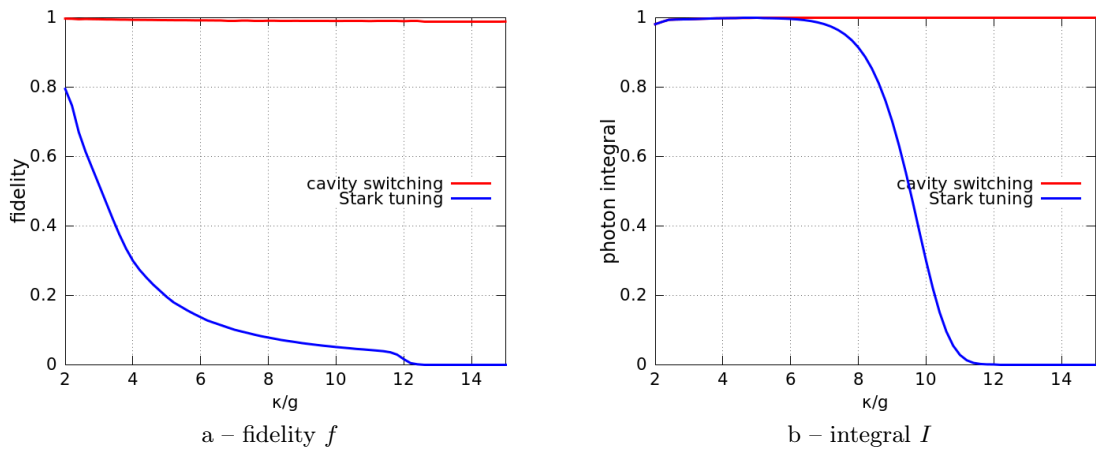 1
0.8
0.6
0.4
0.2
0
fidelity
cavity switching
Stark tuning
2 4 6 8 10 12 14
κ/g
a – fidelity f
1
0.8
0.6
0.4
0.2
0
photon integral
cavity switching
Stark tuning
2 4 6 8 10 12 14
κ/g
b – integral I